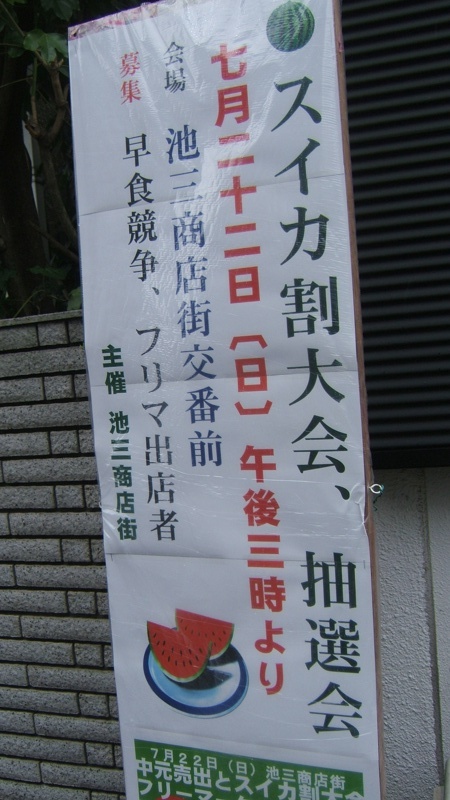 スイカ割大会、抽選会
七月二十二日〔日〕午後三時より
会場 池三商店街交番前
募集 早食競争、フリマ出店者
主催 池三商店街
7月22日(日) 池三商店街
中元売出とスイカ割大会